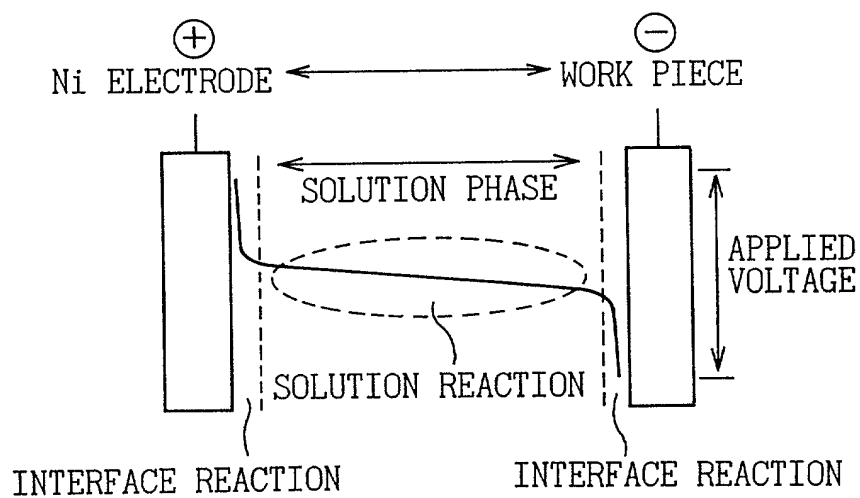 +
−
Ni ELECTRODE
WORK PIECE
SOLUTION PHASE
APPLIED
VOLTAGE
SOLUTION REACTION
INTERFACE REACTION
INTERFACE REACTION